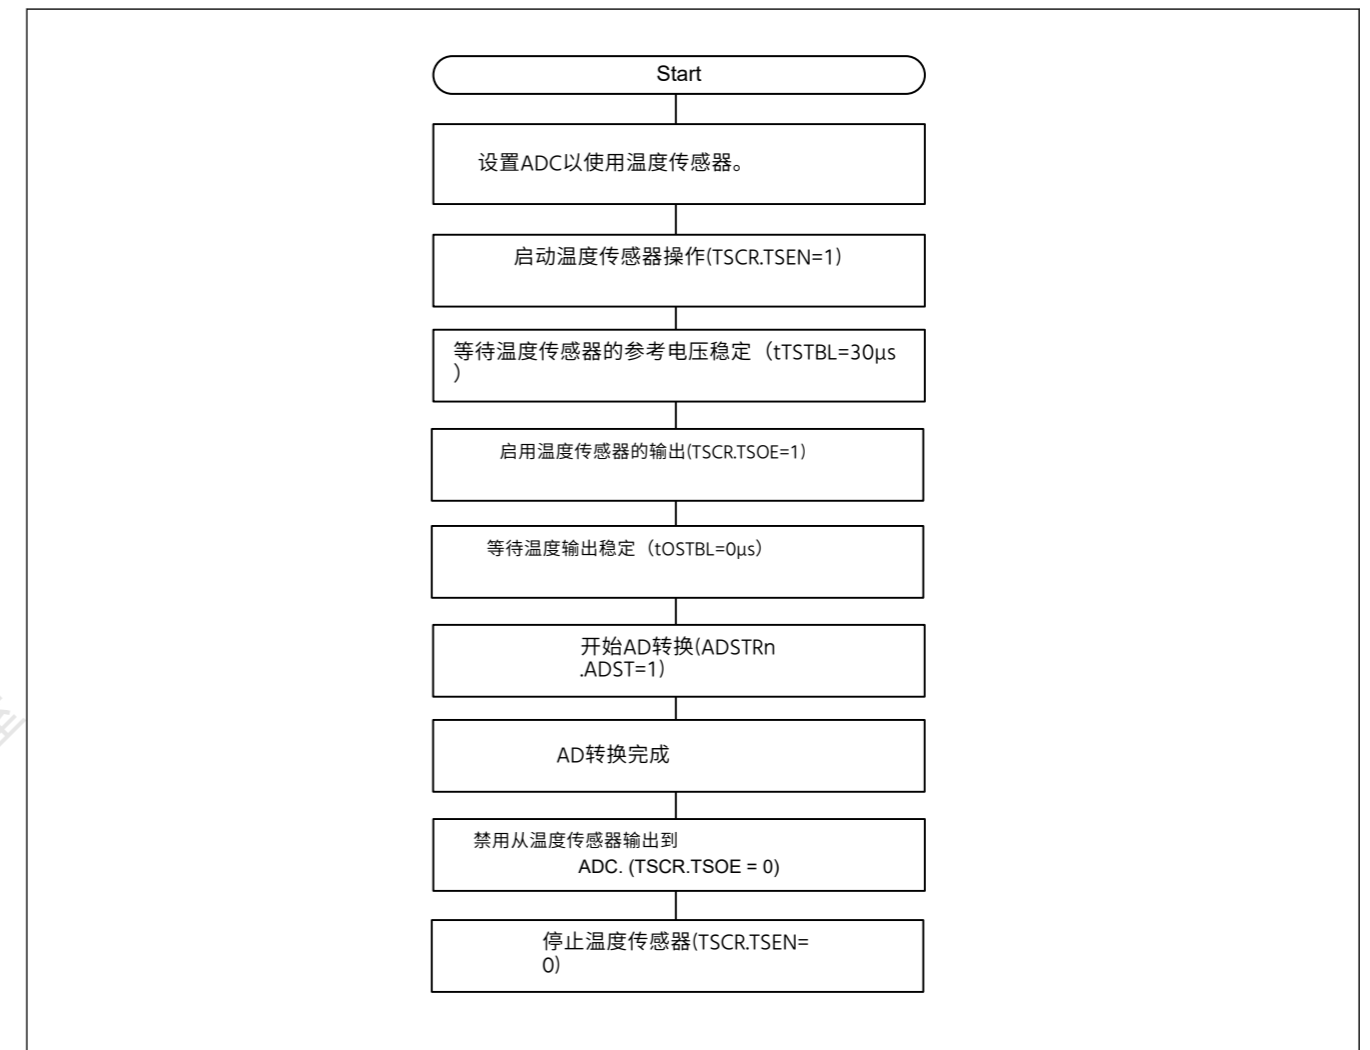 Start
设置ADC以使用温度传感器。
启动温度传感器操作(TSCR.TSEN=1)
等待温度传感器的参考电压稳定（tTSTBL=30μs
）
启用温度传感器的输出(TSCR.TSOE=1)
等待温度输出稳定（tOSTBL=0μs）
开始AD转换(ADSTRn
.ADST=1)
AD转换完成
禁用从温度传感器输出到
ADC. (TSCR.TSOE = 0)
停止温度传感器(TSCR.TSEN=
0)